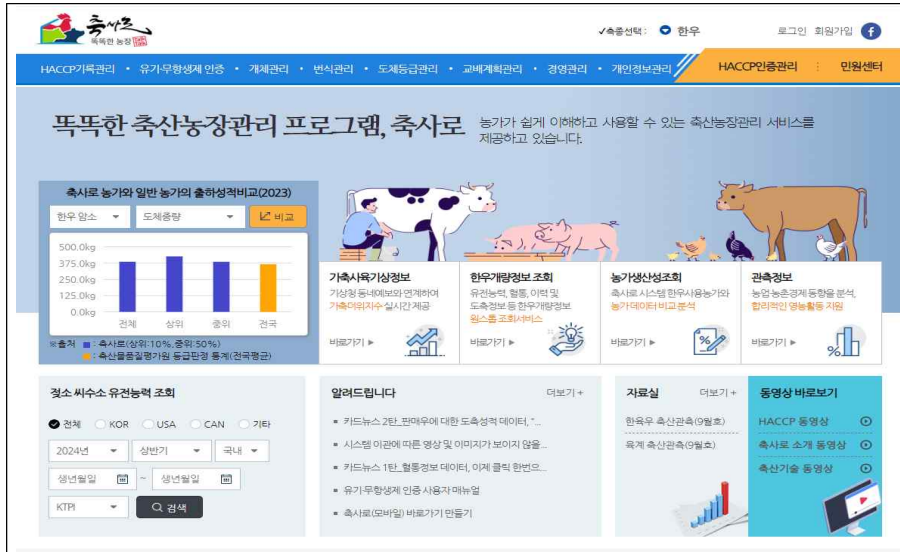 축사로
똑똑한 농장
✓축종선택 : 한우
로그인 회원가입
HACCP기록관리 • 유기·무항생제 인증 • 개체관리 • 번식관리 • 도체등급관리 • 교배계획관리 • 경영관리 • 개인정보관리
HACCP인증관리 민원센터
똑똑한 축산농장관리 프로그램, 축사로
농가가 쉽게 이해하고 사용할 수 있는 축산농장관리 서비스를
제공하고 있습니다.
축사로 농가와 일반 농가의 출하성적비교(2023)
한우 암소 도체중량 비교
500.0kg
375.0kg
250.0kg
125.0kg
0.0kg
전체 상위 중위 전국
※출처 : 축사로(상위:10%,중위:50%)
: 축산물품질평가원 등급판정 통계(전국평균)
가축사육기상정보
기상청 동네예보와 연계하여
가축더위지수 실시간 제공
바로가기 ▶
한우개량정보 조회
유전능력, 혈통, 이력 및
도축정보 등 한우개량정보
원스톱 조회서비스
바로가기 ▶
농가생산성조회
축사로 시스템 한우사용농가와
농가 데이터 비교 분석
바로가기 ▶
관측정보
농업·농촌경제 동향을 분석,
합리적인 영농활동 지원
바로가기 ▶
젖소 씨수소 유전능력 조회
전체 KOR USA CAN 기타
2024년 상반기 국내
생년월일 ~ 생년월일
KTPI 검색
알려드립니다 더보기 +
카드뉴스 2탄_판매우에 대한 도축성적 데이터, "...
시스템 이관에 따른 영상 및 이미지가 보이지 않을...
카드뉴스 1탄_혈통정보 데이터, 이제 클릭 한번으...
유기·무항생제 인증 사용자 매뉴얼
축사로(모바일) 바로가기 만들기
자료실 더보기 +
한육우 축산관측(9월호)
육계 축산관측(9월호)
동영상 바로보기
HACCP 동영상
축사로 소개 동영상
축산기술 동영상